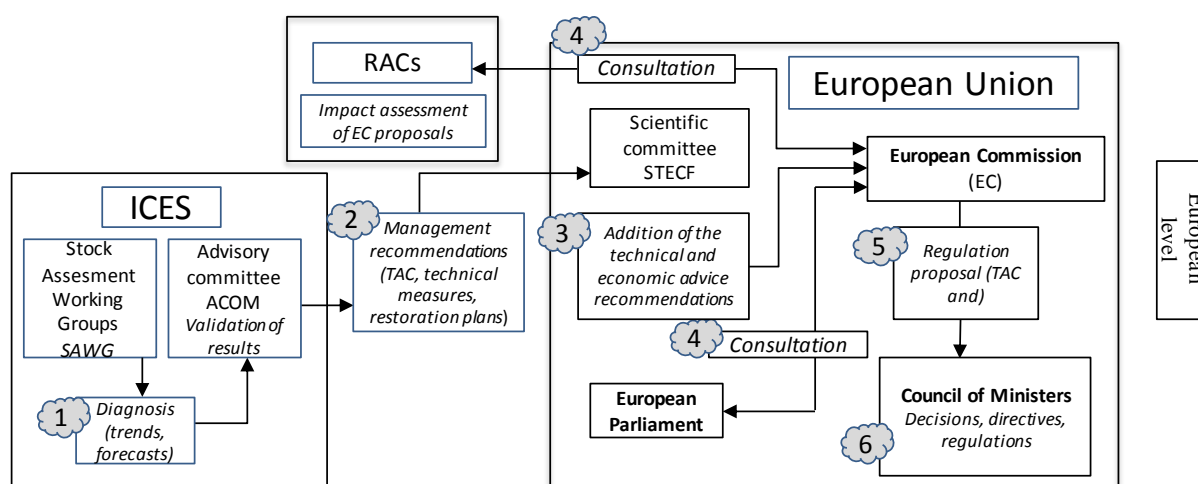 4
RACs
Consultation
European Union
Impact assessment
of EC proposals
Scientific
committee
STECF
European Commission
(EC)
ICES
2
Management
recommendations
(TAC, technical
measures,
restoration plans)
3
Addition of the
technical and
economic advice
recommendations
5
Regulation
proposal (TAC
and)
European
level
Stock
Assesment
Working
Groups
SAWG
Advisory
committee
ACOM
Validation of
results
4
Consultation
1
Diagnosis
(trends,
forecasts)
European
Parliament
Council of Ministers
Decisions, directives,
regulations
6